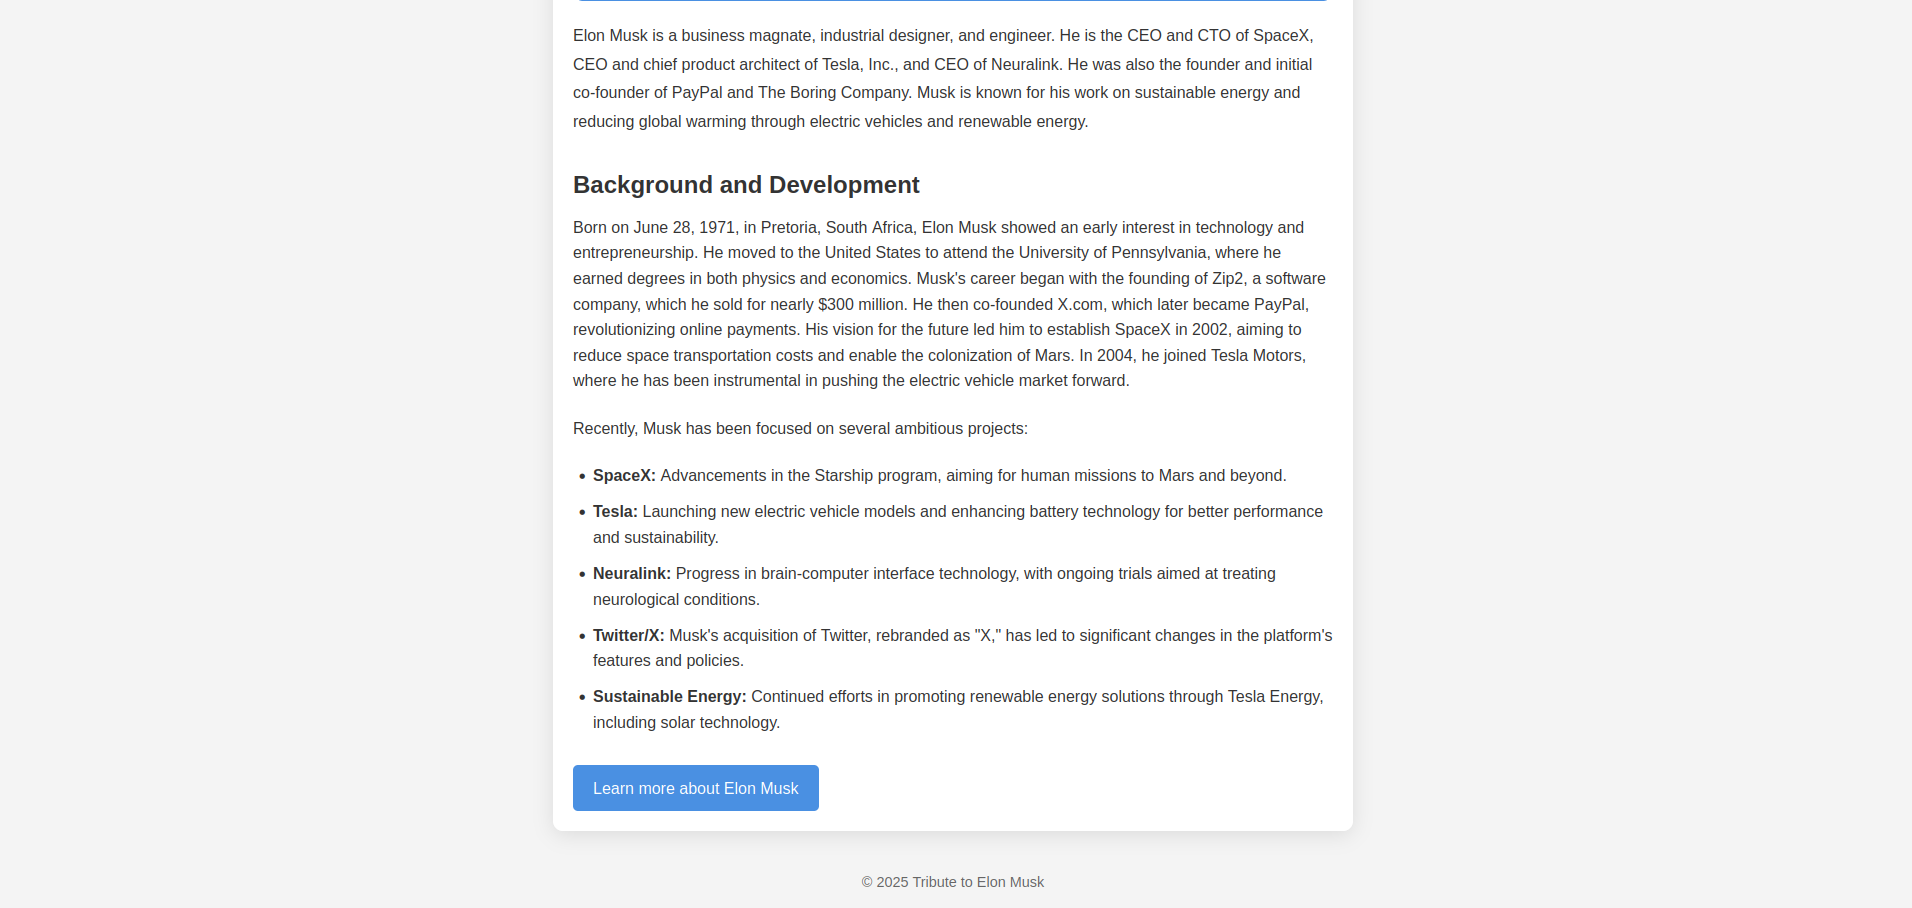 Elon Musk is a business magnate, industrial designer, and engineer. He is the CEO and CTO of SpaceX,
CEO and chief product architect of Tesla, Inc., and CEO of Neuralink. He was also the founder and initial
co-founder of PayPal and The Boring Company. Musk is known for his work on sustainable energy and
reducing global warming through electric vehicles and renewable energy.
Background and Development
Born on June 28, 1971, in Pretoria, South Africa, Elon Musk showed an early interest in technology and
entrepreneurship. He moved to the United States to attend the University of Pennsylvania, where he
earned degrees in both physics and economics. Musk's career began with the founding of Zip2, a software
company, which he sold for nearly $300 million. He then co-founded X.com, which later became PayPal,
revolutionizing online payments. His vision for the future led him to establish SpaceX in 2002, aiming to
reduce space transportation costs and enable the colonization of Mars. In 2004, he joined Tesla Motors,
where he has been instrumental in pushing the electric vehicle market forward.
Recently, Musk has been focused on several ambitious projects:
• SpaceX: Advancements in the Starship program, aiming for human missions to Mars and beyond.
• Tesla: Launching new electric vehicle models and enhancing battery technology for better performance
and sustainability.
• Neuralink: Progress in brain-computer interface technology, with ongoing trials aimed at treating
neurological conditions.
• Twitter/X: Musk's acquisition of Twitter, rebranded as "X," has led to significant changes in the platform's
features and policies.
• Sustainable Energy: Continued efforts in promoting renewable energy solutions through Tesla Energy,
including solar technology.
Learn more about Elon Musk
© 2025 Tribute to Elon Musk